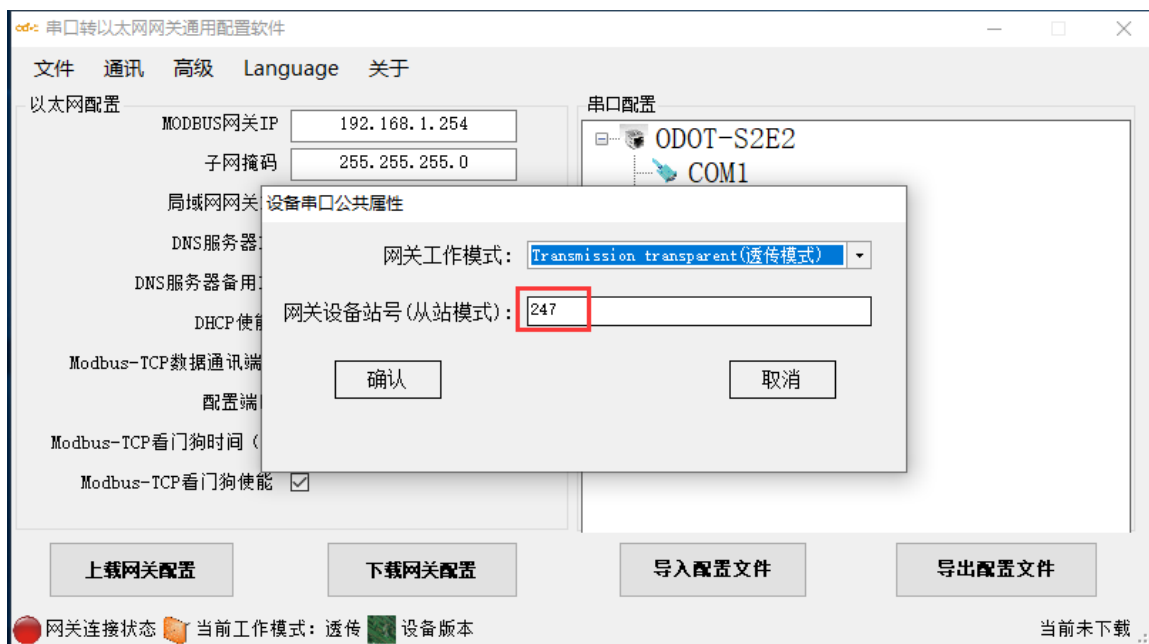 串口转以太网网关通用配置软件
文件 通讯 高级 Language 关于
以太网配置
MODBUS网关IP 192.168.1.254
子网掩码 255.255.255.0
局域网网关
DNS服务器
DNS服务器备用
DHCP使能
Modbus-TCP数据通讯端
配置端
Modbus-TCP看门狗时间（
Modbus-TCP看门狗使能
串口配置
ODOT-S2E2
COM1
设备串口公共属性
网关工作模式: Transmission transparent(透传模式)
网关设备站号(从站模式): 247
确认 取消
上载网关配置 下载网关配置 导入配置文件 导出配置文件
网关连接状态 当前工作模式: 透传 设备版本 当前未下载